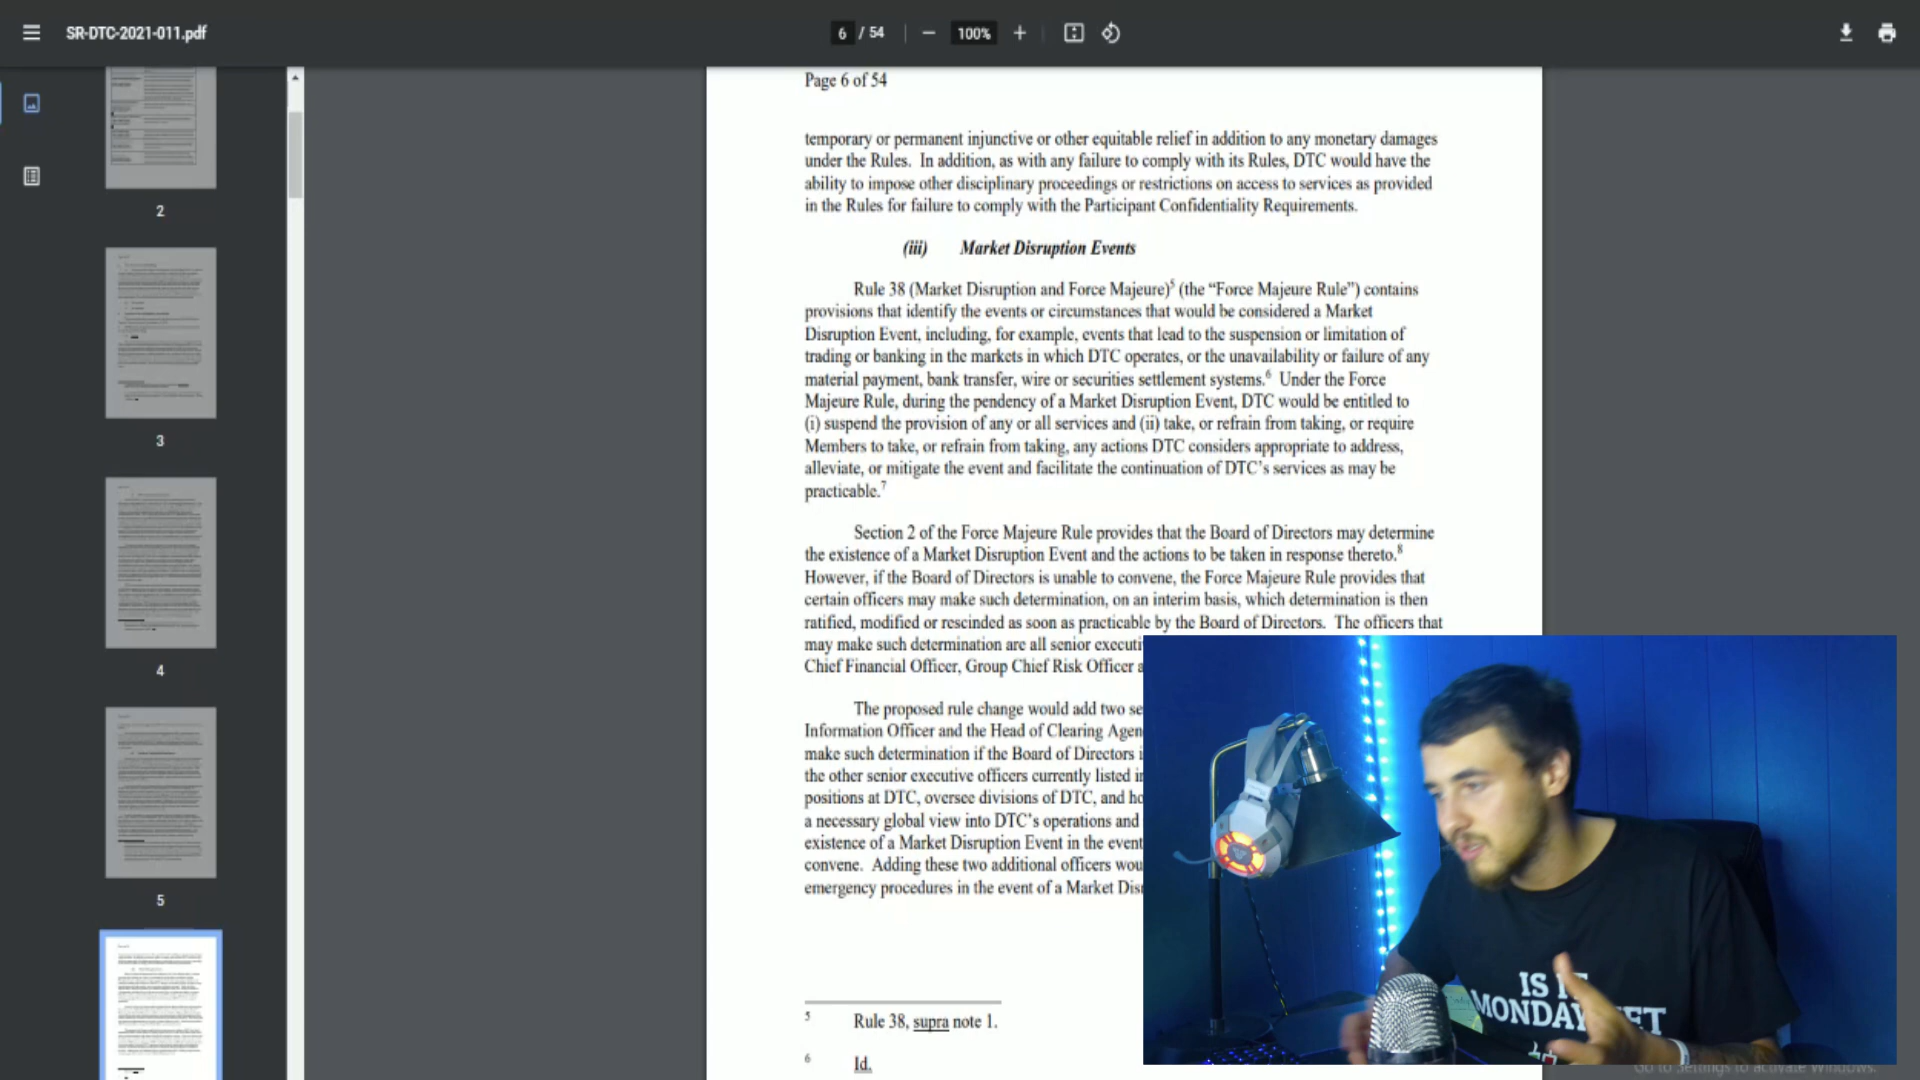 SR-DTC-2021-011.pdf
6 / 54
100%
2
3
4
5
Page 6 of 54
temporary or permanent injunctive or other equitable relief in addition to any monetary damages
under the Rules. In addition, as with any failure to comply with its Rules, DTC would have the
ability to impose other disciplinary proceedings or restrictions on access to services as provided
in the Rules for failure to comply with the Participant Confidentiality Requirements.
(iii) Market Disruption Events
Rule 38 (Market Disruption and Force Majeure)5 (the “Force Majeure Rule”) contains
provisions that identify the events or circumstances that would be considered a Market
Disruption Event, including, for example, events that lead to the suspension or limitation of
trading or banking in the markets in which DTC operates, or the unavailability or failure of any
material payment, bank transfer, wire or securities settlement systems.6 Under the Force
Majeure Rule, during the pendency of a Market Disruption Event, DTC would be entitled to
(i) suspend the provision of any or all services and (ii) take, or refrain from taking, or require
Members to take, or refrain from taking, any actions DTC considers appropriate to address,
alleviate, or mitigate the event and facilitate the continuation of DTC’s services as may be
practicable.7
Section 2 of the Force Majeure Rule provides that the Board of Directors may determine
the existence of a Market Disruption Event and the actions to be taken in response thereto.8
However, if the Board of Directors is unable to convene, the Force Majeure Rule provides that
certain officers may make such determination, on an interim basis, which determination is then
ratified, modified or rescinded as soon as practicable by the Board of Directors. The officers that
may make such determination are all senior executi
Chief Financial Officer, Group Chief Risk Officer a
The proposed rule change would add two se
Information Officer and the Head of Clearing Agen
make such determination if the Board of Directors i
the other senior executive officers currently listed in
positions at DTC, oversee divisions of DTC, and ho
a necessary global view into DTC’s operations and
existence of a Market Disruption Event in the event
convene. Adding these two additional officers wou
emergency procedures in the event of a Market Dis
5 Rule 38, supra note 1.
6 Id.
IS IT
MONDAY YET
Go to Settings to activate Windows.